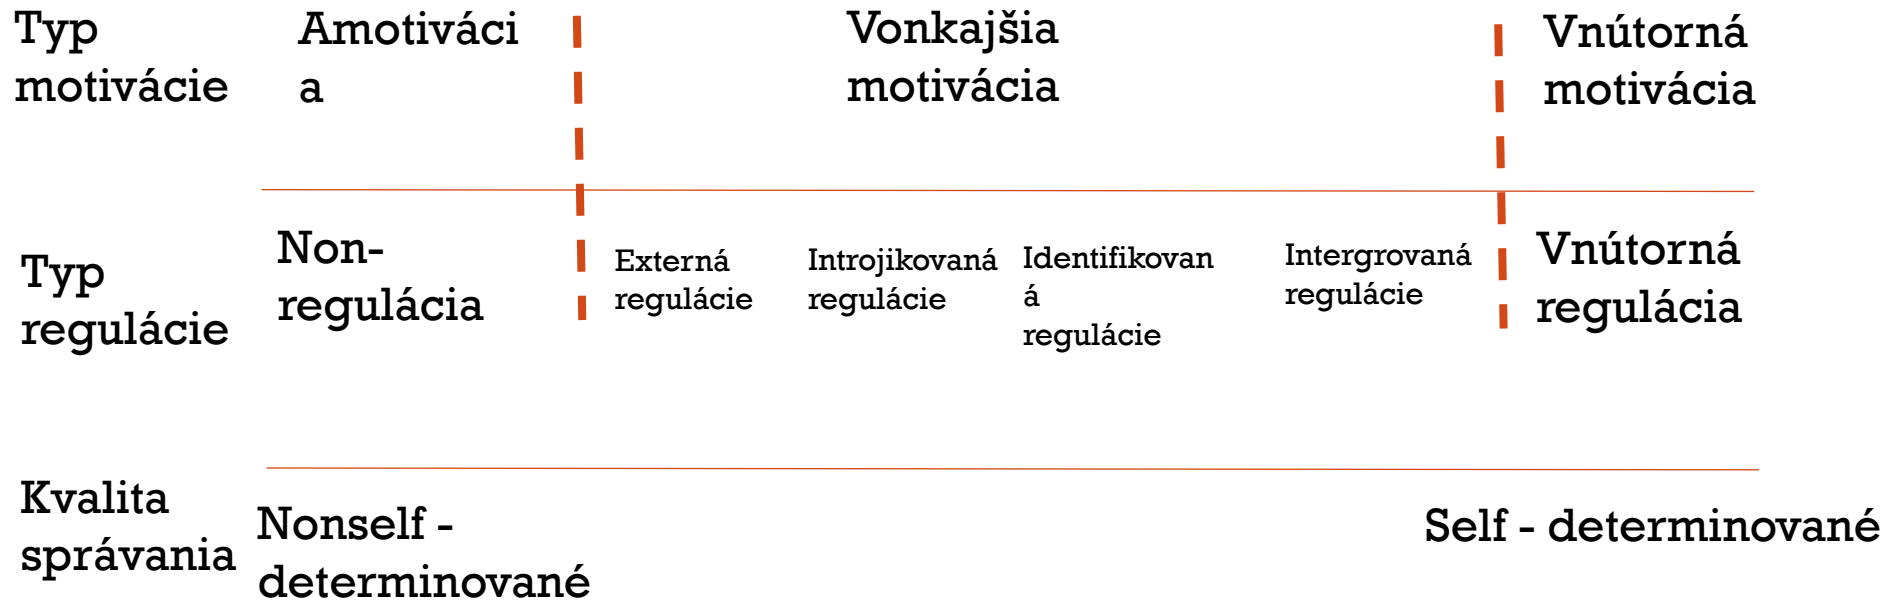 Typ
motivácie
Amotiváci
a
Vonkajšia
motivácia
Vnútorná
motivácia
Typ
regulácie
Non-
regulácia
Externá
regulácie
Introjikovaná
regulácie
Identifikovan
á
regulácie
Intergrovaná
regulácie
Vnútorná
regulácia
Kvalita
správania
Nonself -
determinované
Self - determinované